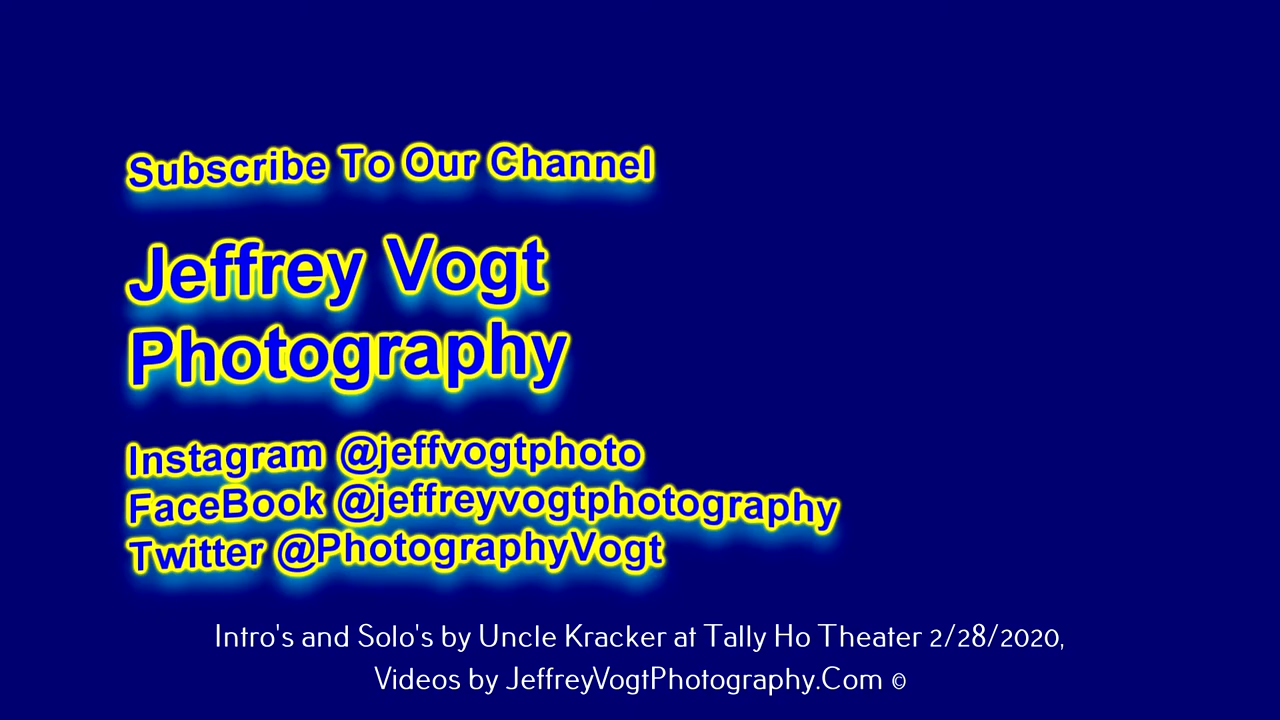 Subscribe To Our Channel
Jeffrey Vogt
Photography
Instagram @jeffvogtphoto
FaceBook @jeffreyvogtphotography
Twitter @PhotographyVogt
Intro's and Solo's by Uncle Kracker at Tally Ho Theater 2/28/2020,
Videos by JeffreyVogtPhotography.Com ©